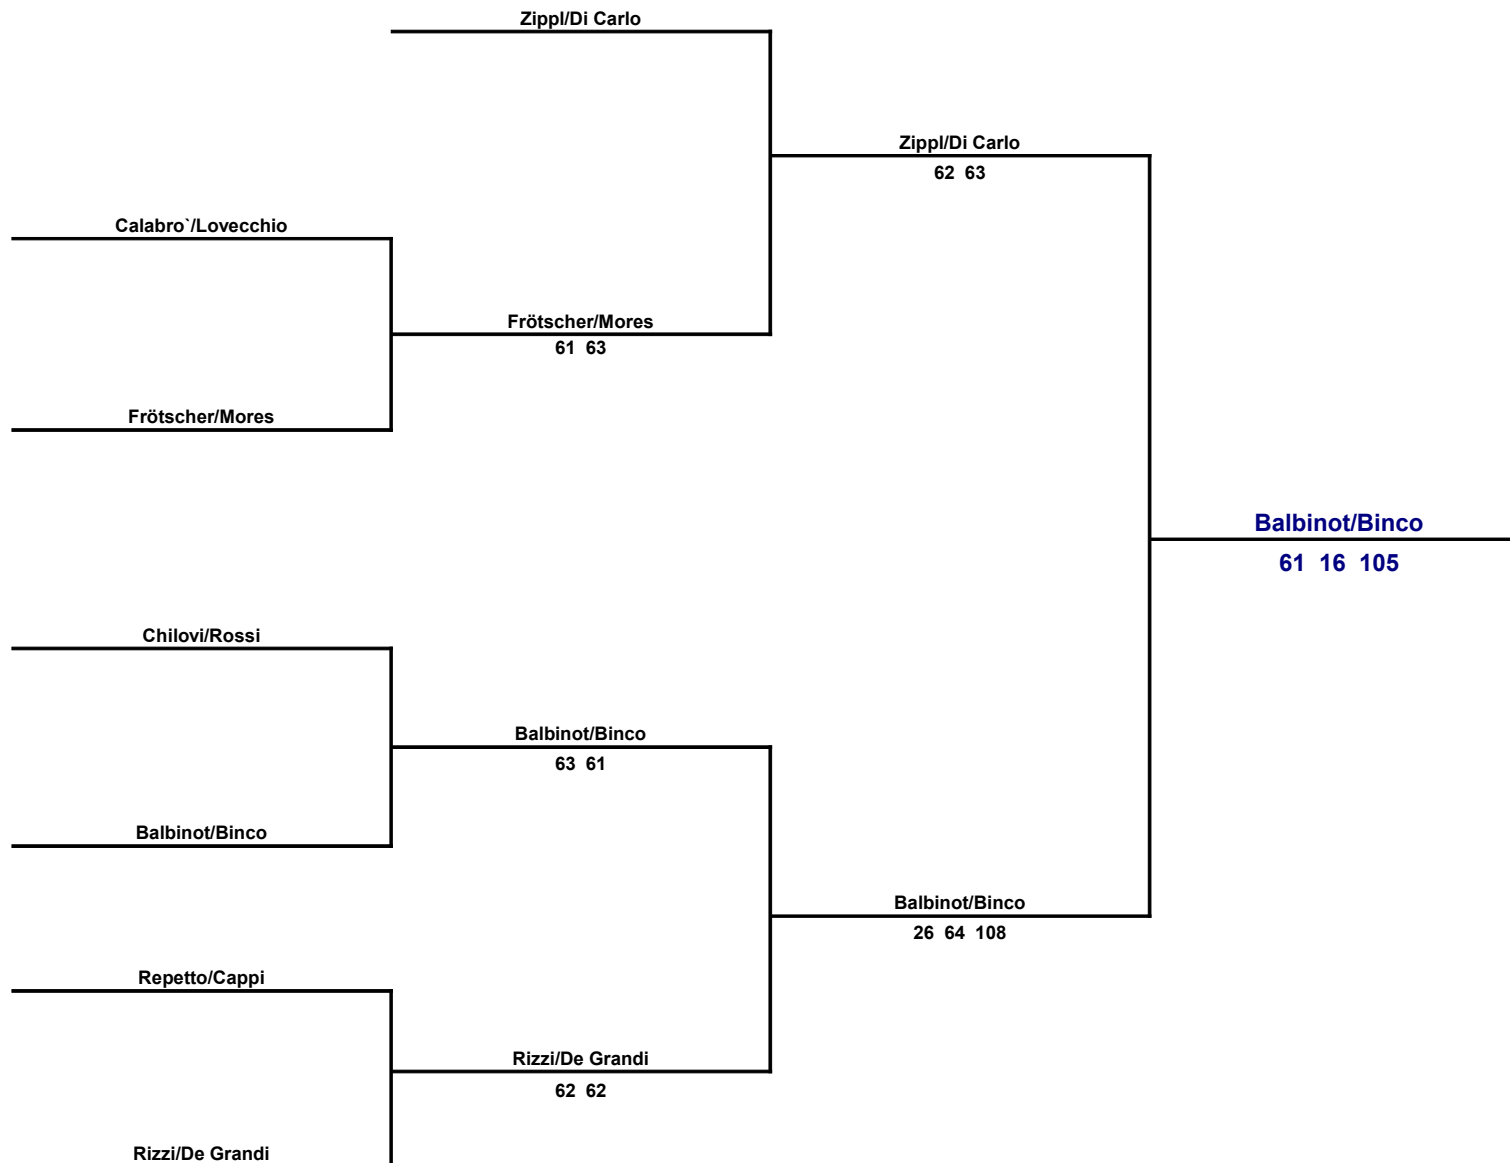 Zippl/Di Carlo
Zippl/Di Carlo
62 63
Calabro`/Lovecchio
Frötscher/Mores
61 63
Frötscher/Mores
Balbinot/Binco
61 16 105
Chilovi/Rossi
Balbinot/Binco
63 61
Balbinot/Binco
Balbinot/Binco
26 64 108
Repetto/Cappi
Rizzi/De Grandi
62 62
Rizzi/De Grandi